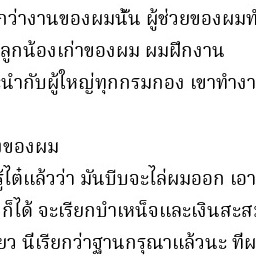 กว่างานของผมนั้น ผู้ช่วยของผมทำ
ลูกน้องเก่าของผม ผมฝึกงาน
นำกับผู้ใหญ่ทุกกรมกอง เขาทำงา
ของผม
รู้ไต๋แล้วว่า มันบีบจะไล่ผมออก เอา
ก็ได้ จะเรียกบำเหน็จและเงินสะสม
ยว นี่เรียกว่าฐานกรุณาแล้วนะ ที่ผ